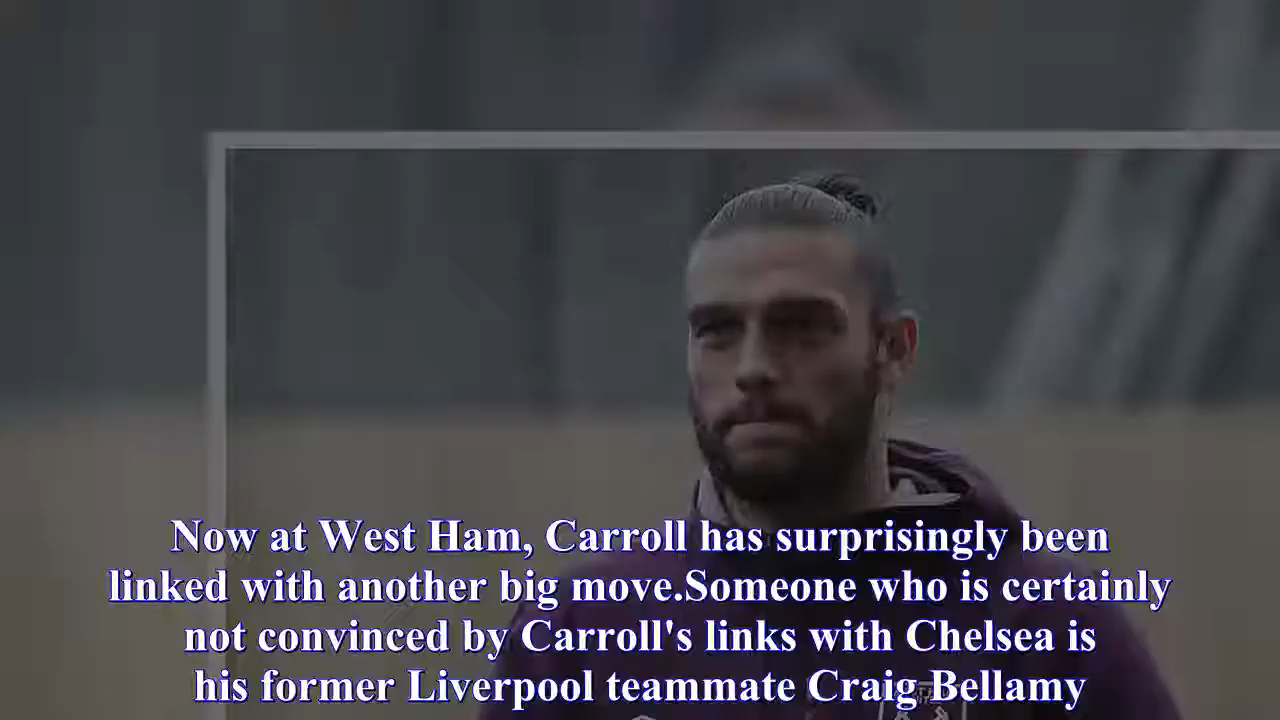 Now at West Ham, Carroll has surprisingly been
linked with another big move.Someone who is certainly
not convinced by Carroll's links with Chelsea is
his former Liverpool teammate Craig Bellamy